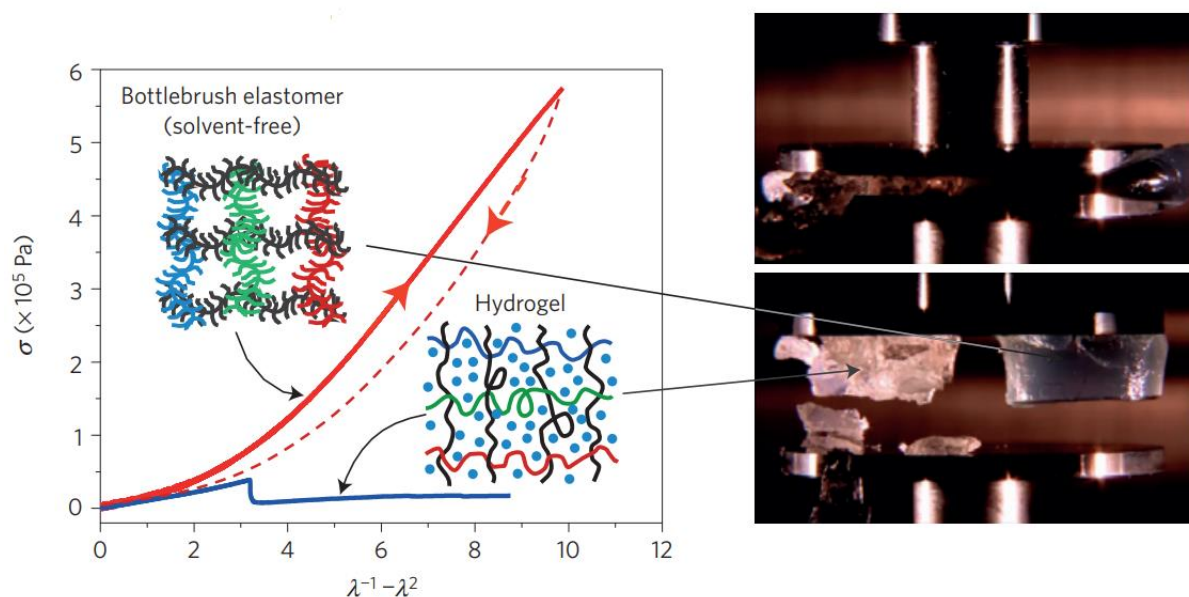 6
5
4
3
2
1
0
σ (× 10⁵ Pa)
Bottlebrush elastomer
(solvent-free)
Hydrogel
0 2 4 6 8 10 12
λ⁻¹ – λ²